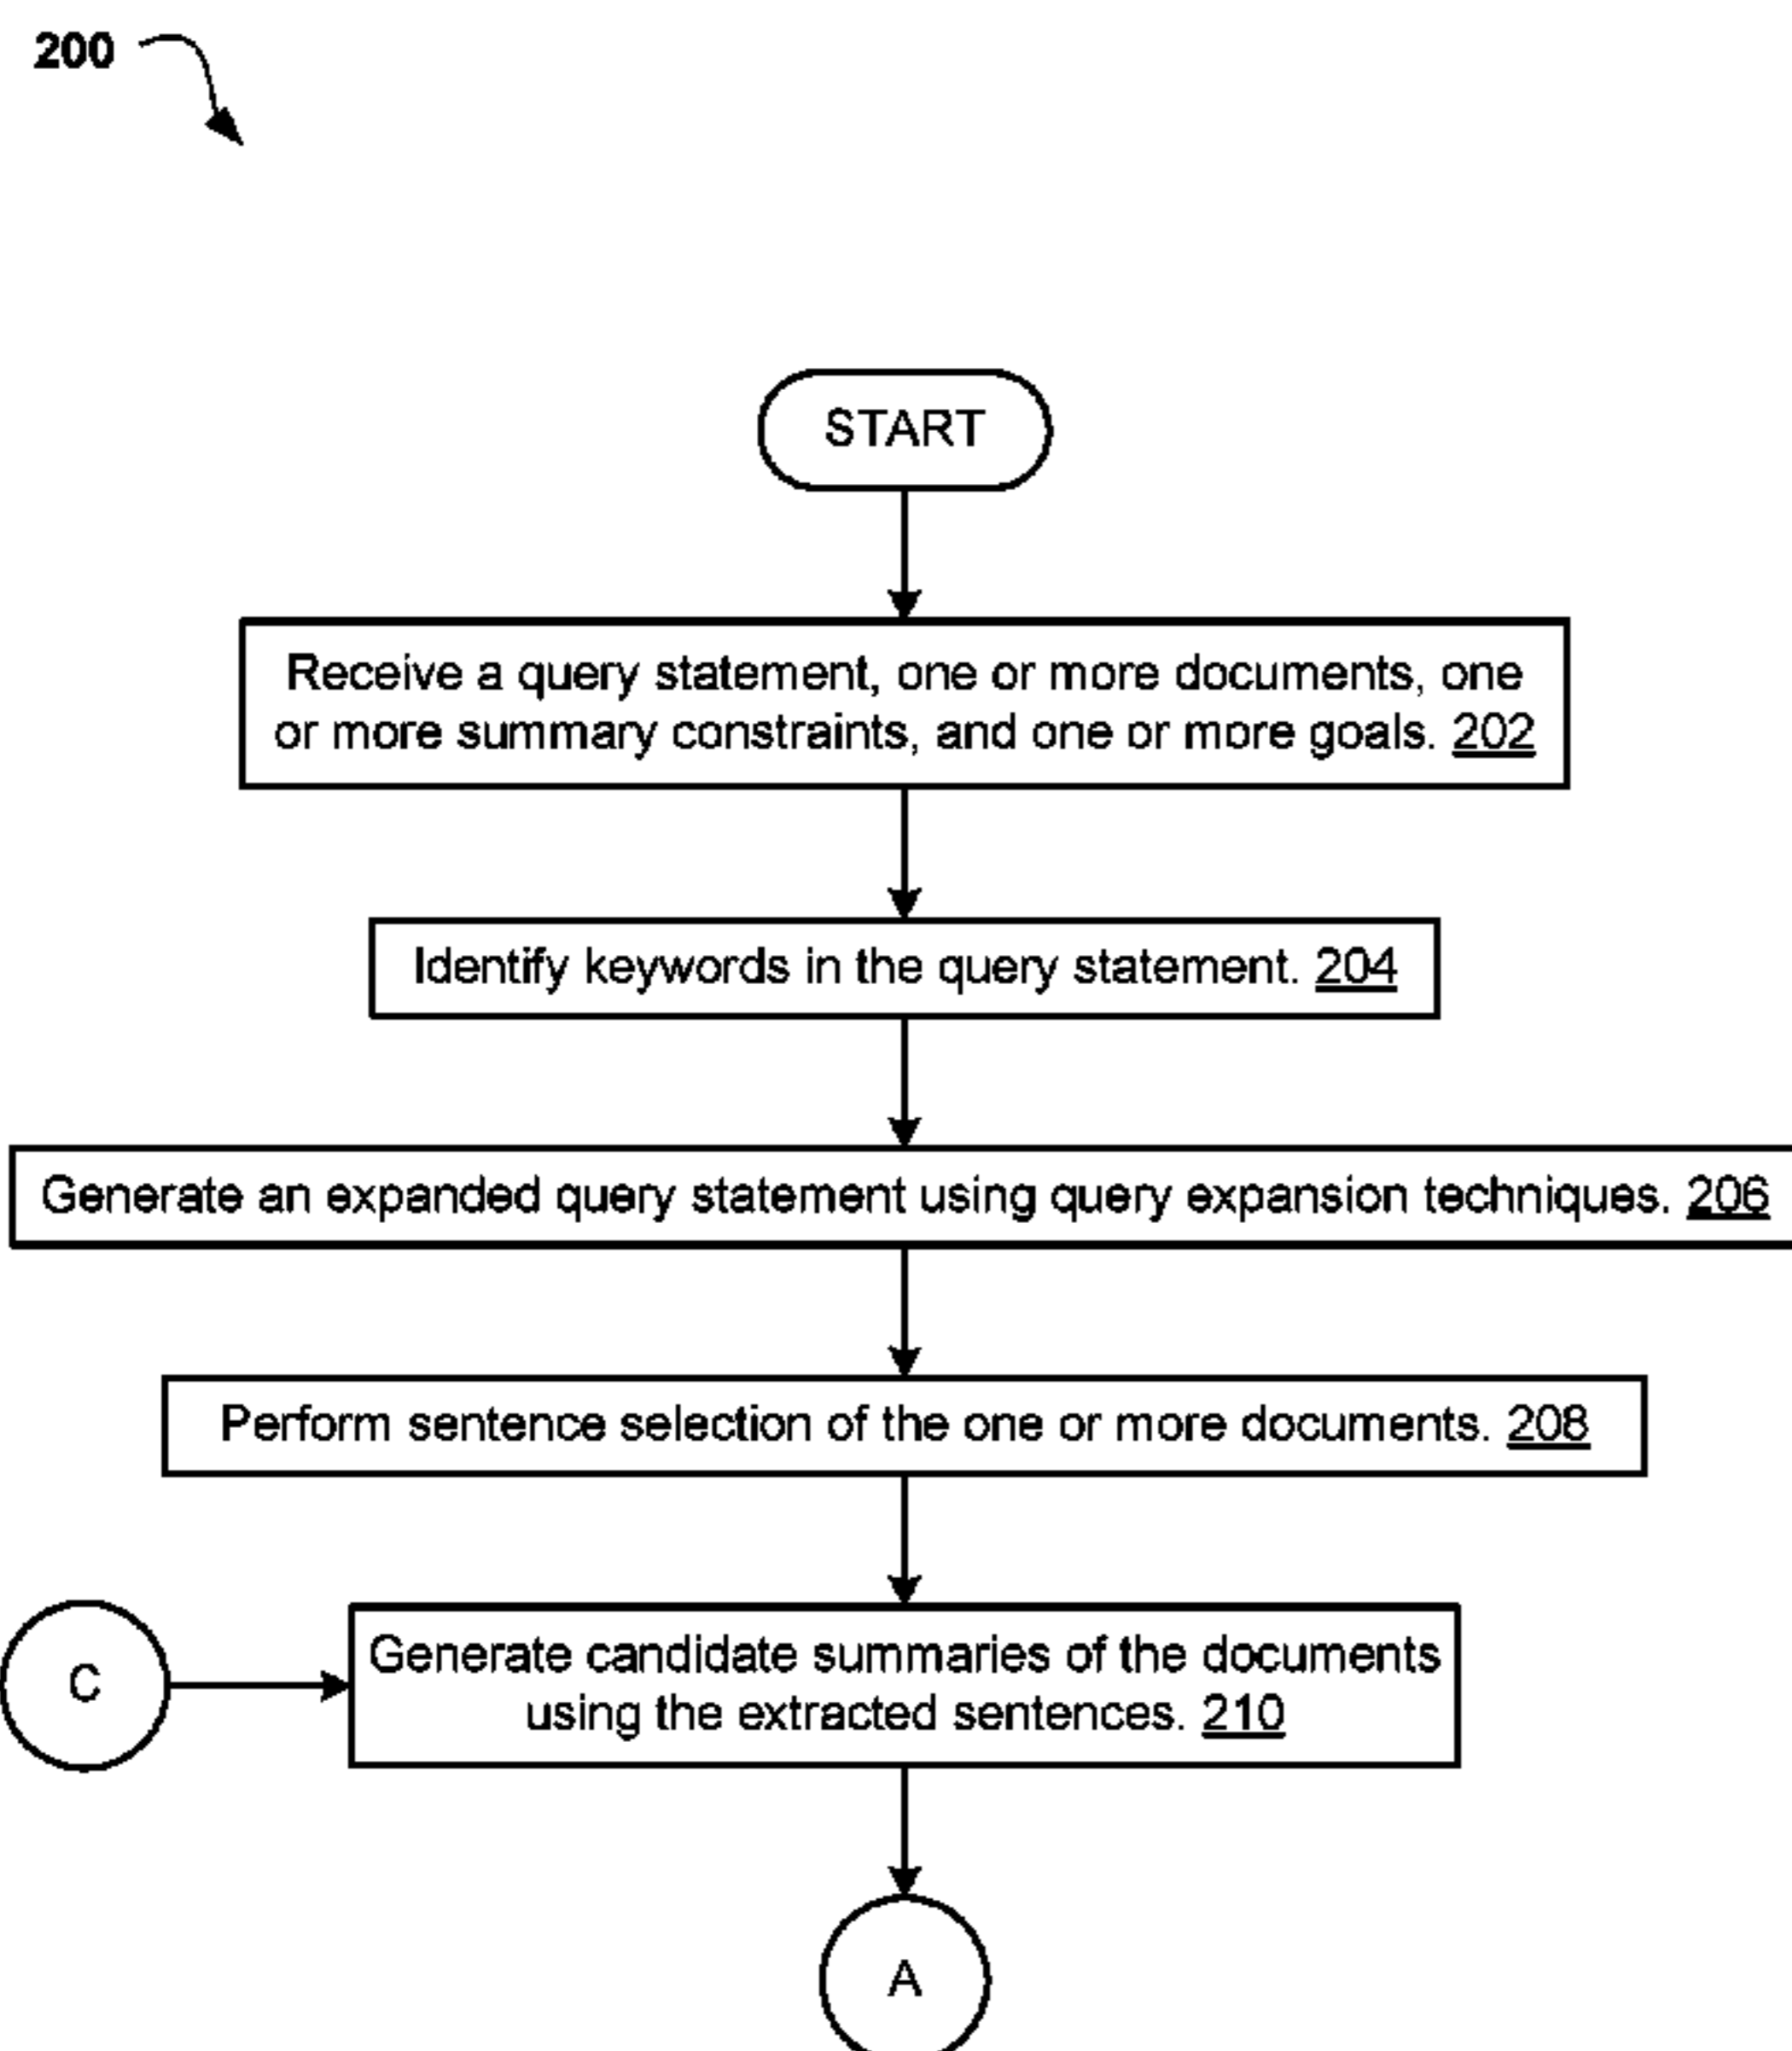 200
START
Receive a query statement, one or more documents, one
or more summary constraints, and one or more goals. 202
Identify keywords in the query statement. 204
Generate an expanded query statement using query expansion techniques. 206
Perform sentence selection of the one or more documents. 208
C
Generate candidate summaries of the documents
using the extracted sentences. 210
A